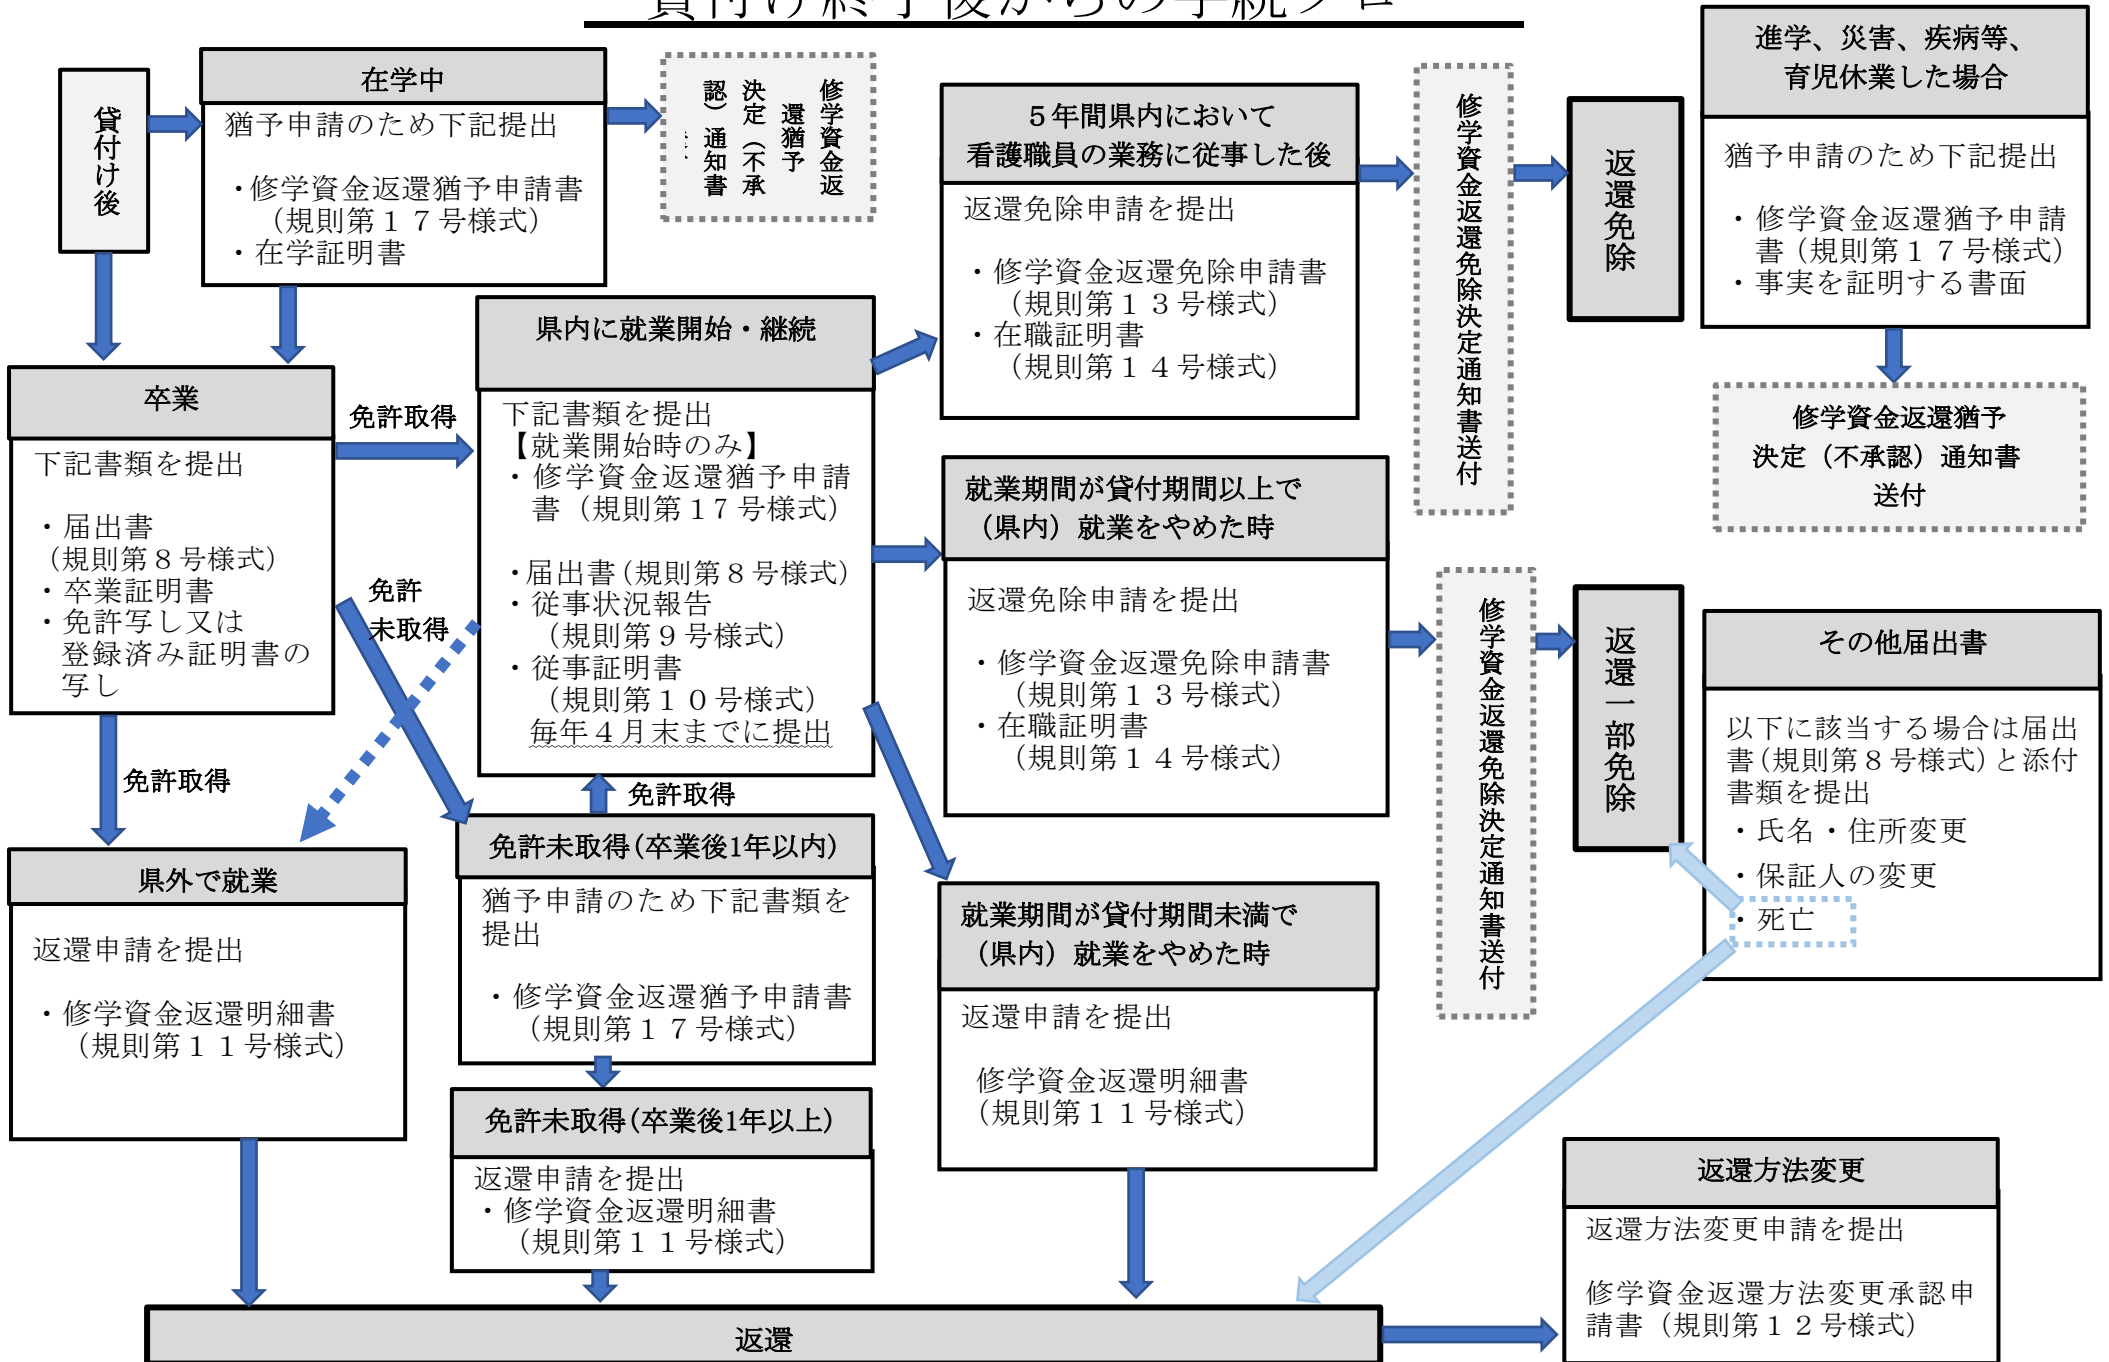 貸付け終了後からの手続フロー
貸付け後
在学中
猶予申請のため下記提出
・修学資金返還猶予申請書
（規則第１７号様式）
・在学証明書
修学資金返
還猶予
決定（不承
認）通知書
卒業
下記書類を提出
・届出書
(規則第８号様式）
・卒業証明書
・免許写し又は
登録済み証明書の
写し
免許取得
免許
未取得
免許取得
県外で就業
返還申請を提出
・修学資金返還明細書
（規則第１１号様式）
県内に就業開始・継続
下記書類を提出
【就業開始時のみ】
・修学資金返還猶予申請
書（規則第17号様式）
・届出書（規則第８号様式）
・従事状況報告
（規則第９号様式）
・従事証明書
（規則第１０号様式）
毎年４月末までに提出
免許取得
免許未取得(卒業後1年以内)
猶予申請のため下記書類を
提出
・修学資金返還猶予申請書
（規則第１７号様式）
免許未取得(卒業後1年以上)
返還申請を提出
・修学資金返還明細書
（規則第１１号様式）
５年間県内において
看護職員の業務に従事した後
返還免除申請を提出
・修学資金返還免除申請書
（規則第１３号様式）
・在職証明書
（規則第１４号様式）
就業期間が貸付期間以上で
（県内）就業をやめた時
返還免除申請を提出
・修学資金返還免除申請書
（規則第１３号様式）
・在職証明書
（規則第１４号様式）
就業期間が貸付期間未満で
（県内）就業をやめた時
返還申請を提出
修学資金返還明細書
（規則第１１号様式）
修学資金返還免除決定通知書送付
返還免除
修学資金返還免除決定通知書送付
返還一部免除
進学、災害、疾病等、
育児休業した場合
猶予申請のため下記提出
・修学資金返還猶予申請
書（規則第１７号様式）
・事実を証明する書面
修学資金返還猶予
決定（不承認）通知書
送付
その他届出書
以下に該当する場合は届出
書（規則第８号様式）と添付
書類を提出
・氏名・住所変更
・保証人の変更
・死亡
返還
返還方法変更
返還方法変更申請を提出
修学資金返還方法変更承認申
請書（規則第１２号様式）